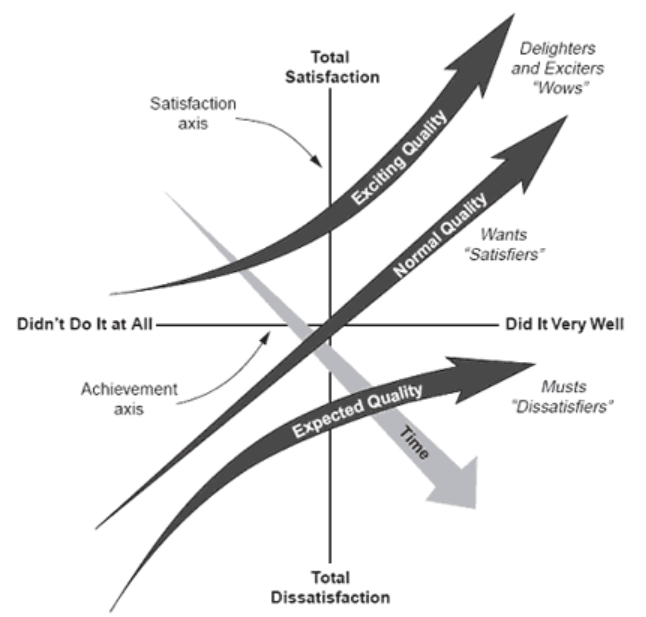 Delighters
and Exciters
“Wows”
Total
Satisfaction
Satisfaction
axis
Exciting Quality
Normal Quality
Wants
“Satisfiers”
Didn’t Do It at All
Did It Very Well
Achievement
axis
Expected Quality
Musts
“Dissatisfiers”
Time
Total
Dissatisfaction